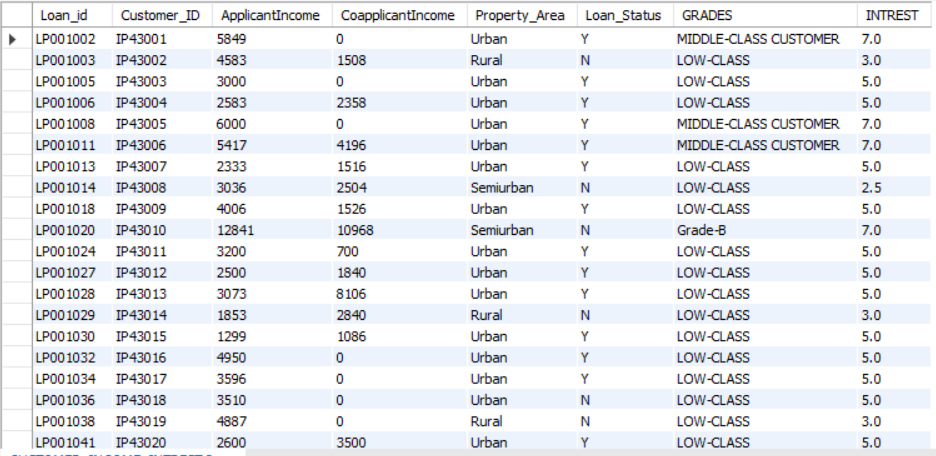 Loan_id Customer_ID ApplicantIncome CoapplicantIncome Property_Area Loan_Status GRADES INTREST
LP001002 IP43001 5849 0 Urban Y MIDDLE-CLASS CUSTOMER 7.0
LP001003 IP43002 4583 1508 Rural N LOW-CLASS 3.0
LP001005 IP43003 3000 0 Urban Y LOW-CLASS 5.0
LP001006 IP43004 2583 2358 Urban Y LOW-CLASS 5.0
LP001008 IP43005 6000 0 Urban Y MIDDLE-CLASS CUSTOMER 7.0
LP001011 IP43006 5417 4196 Urban Y MIDDLE-CLASS CUSTOMER 7.0
LP001013 IP43007 2333 1516 Urban Y LOW-CLASS 5.0
LP001014 IP43008 3036 2504 Semiurban N LOW-CLASS 2.5
LP001018 IP43009 4006 1526 Urban Y LOW-CLASS 5.0
LP001020 IP43010 12841 10968 Semiurban N Grade-B 7.0
LP001024 IP43011 3200 700 Urban Y LOW-CLASS 5.0
LP001027 IP43012 2500 1840 Urban Y LOW-CLASS 5.0
LP001028 IP43013 3073 8106 Urban Y LOW-CLASS 5.0
LP001029 IP43014 1853 2840 Rural N LOW-CLASS 3.0
LP001030 IP43015 1299 1086 Urban Y LOW-CLASS 5.0
LP001032 IP43016 4950 0 Urban Y LOW-CLASS 5.0
LP001034 IP43017 3596 0 Urban Y LOW-CLASS 5.0
LP001036 IP43018 3510 0 Urban N LOW-CLASS 5.0
LP001038 IP43019 4887 0 Rural N LOW-CLASS 3.0
LP001041 IP43020 2600 3500 Urban Y LOW-CLASS 5.0